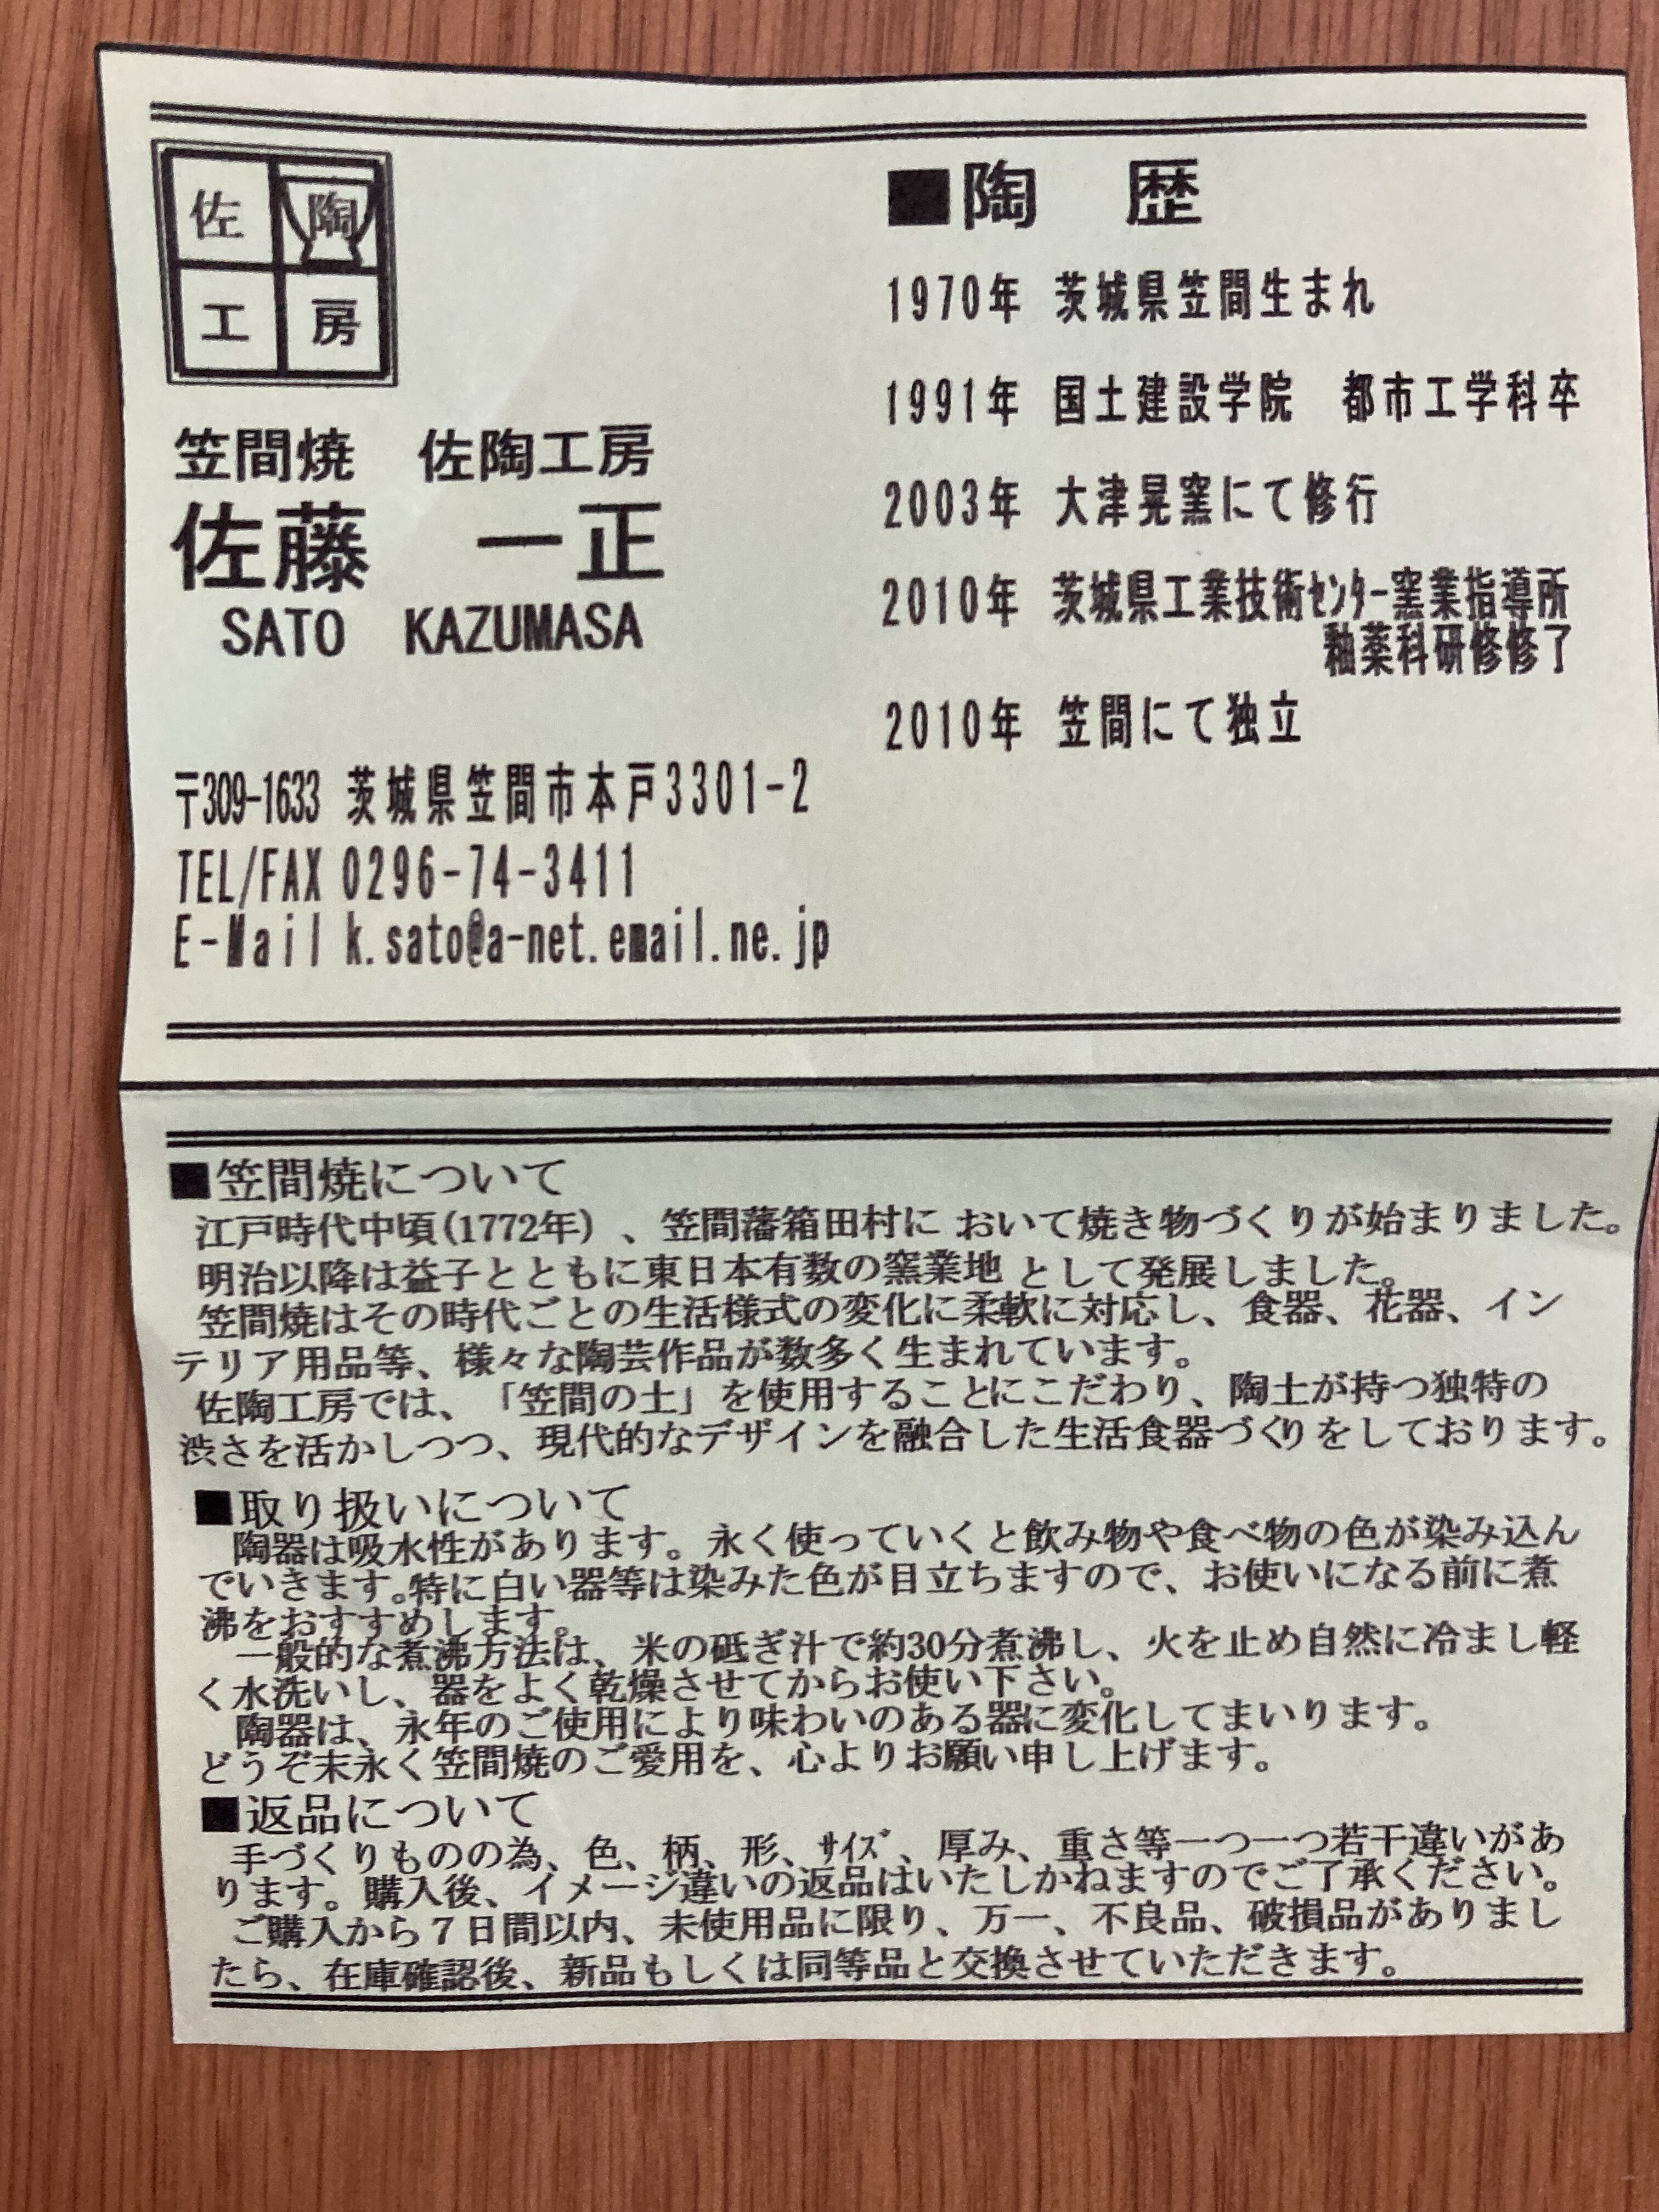 佐陶
工房
笠間焼　佐陶工房
佐藤　一正
SATO　KAZUMASA
〒309-1633 茨城県笠間市本戸3301-2
TEL/FAX 0296-74-3411
E-Mail k.sato@a-net.email.ne.jp
■陶　歴
1970年 茨城県笠間生まれ
1991年 国土建設学院　都市工学科卒
2003年 大津晃窯にて修行
2010年 茨城県工業技術ｾﾝﾀｰ窯業指導所
釉薬科研修修了
2010年 笠間にて独立
■笠間焼について
江戸時代中頃(1772年)、笠間藩箱田村に おいて焼き物づくりが始まりました。
明治以降は益子とともに東日本有数の窯業地 として発展しました。
笠間焼はその時代ごとの生活様式の変化に柔軟に対応し、食器、花器、イン
テリア用品等、様々な陶芸作品が数多く生まれています。
佐陶工房では、「笠間の土」を使用することにこだわり、陶土が持つ独特の
渋さを活かしつつ、現代的なデザインを融合した生活食器づくりをしております。
■取り扱いについて
陶器は吸水性があります。永く使っていくと飲み物や食べ物の色が染み込ん
でいきます｡特に白い器等は染みた色が目立ちますので、お使いになる前に煮
沸をおすすめします。
一般的な煮沸方法は、米の砥ぎ汁で約30分煮沸し、火を止め自然に冷まし軽
く水洗いし、器をよく乾燥させてからお使い下さい。
陶器は、永年のご使用により味わいのある器に変化してまいります。
どうぞ末永く笠間焼のご愛用を、心よりお願い申し上げます。
■返品について
手づくりものの為、色、柄、形、ｻｲｽﾞ、厚み、重さ等一つ一つ若干違いがあ
ります。購入後、イメージ違いの返品はいたしかねますのでご了承ください。
ご購入から７日間以内、未使用品に限り、万一、不良品、破損品がありまし
たら、在庫確認後、新品もしくは同等品と交換させていただきます。